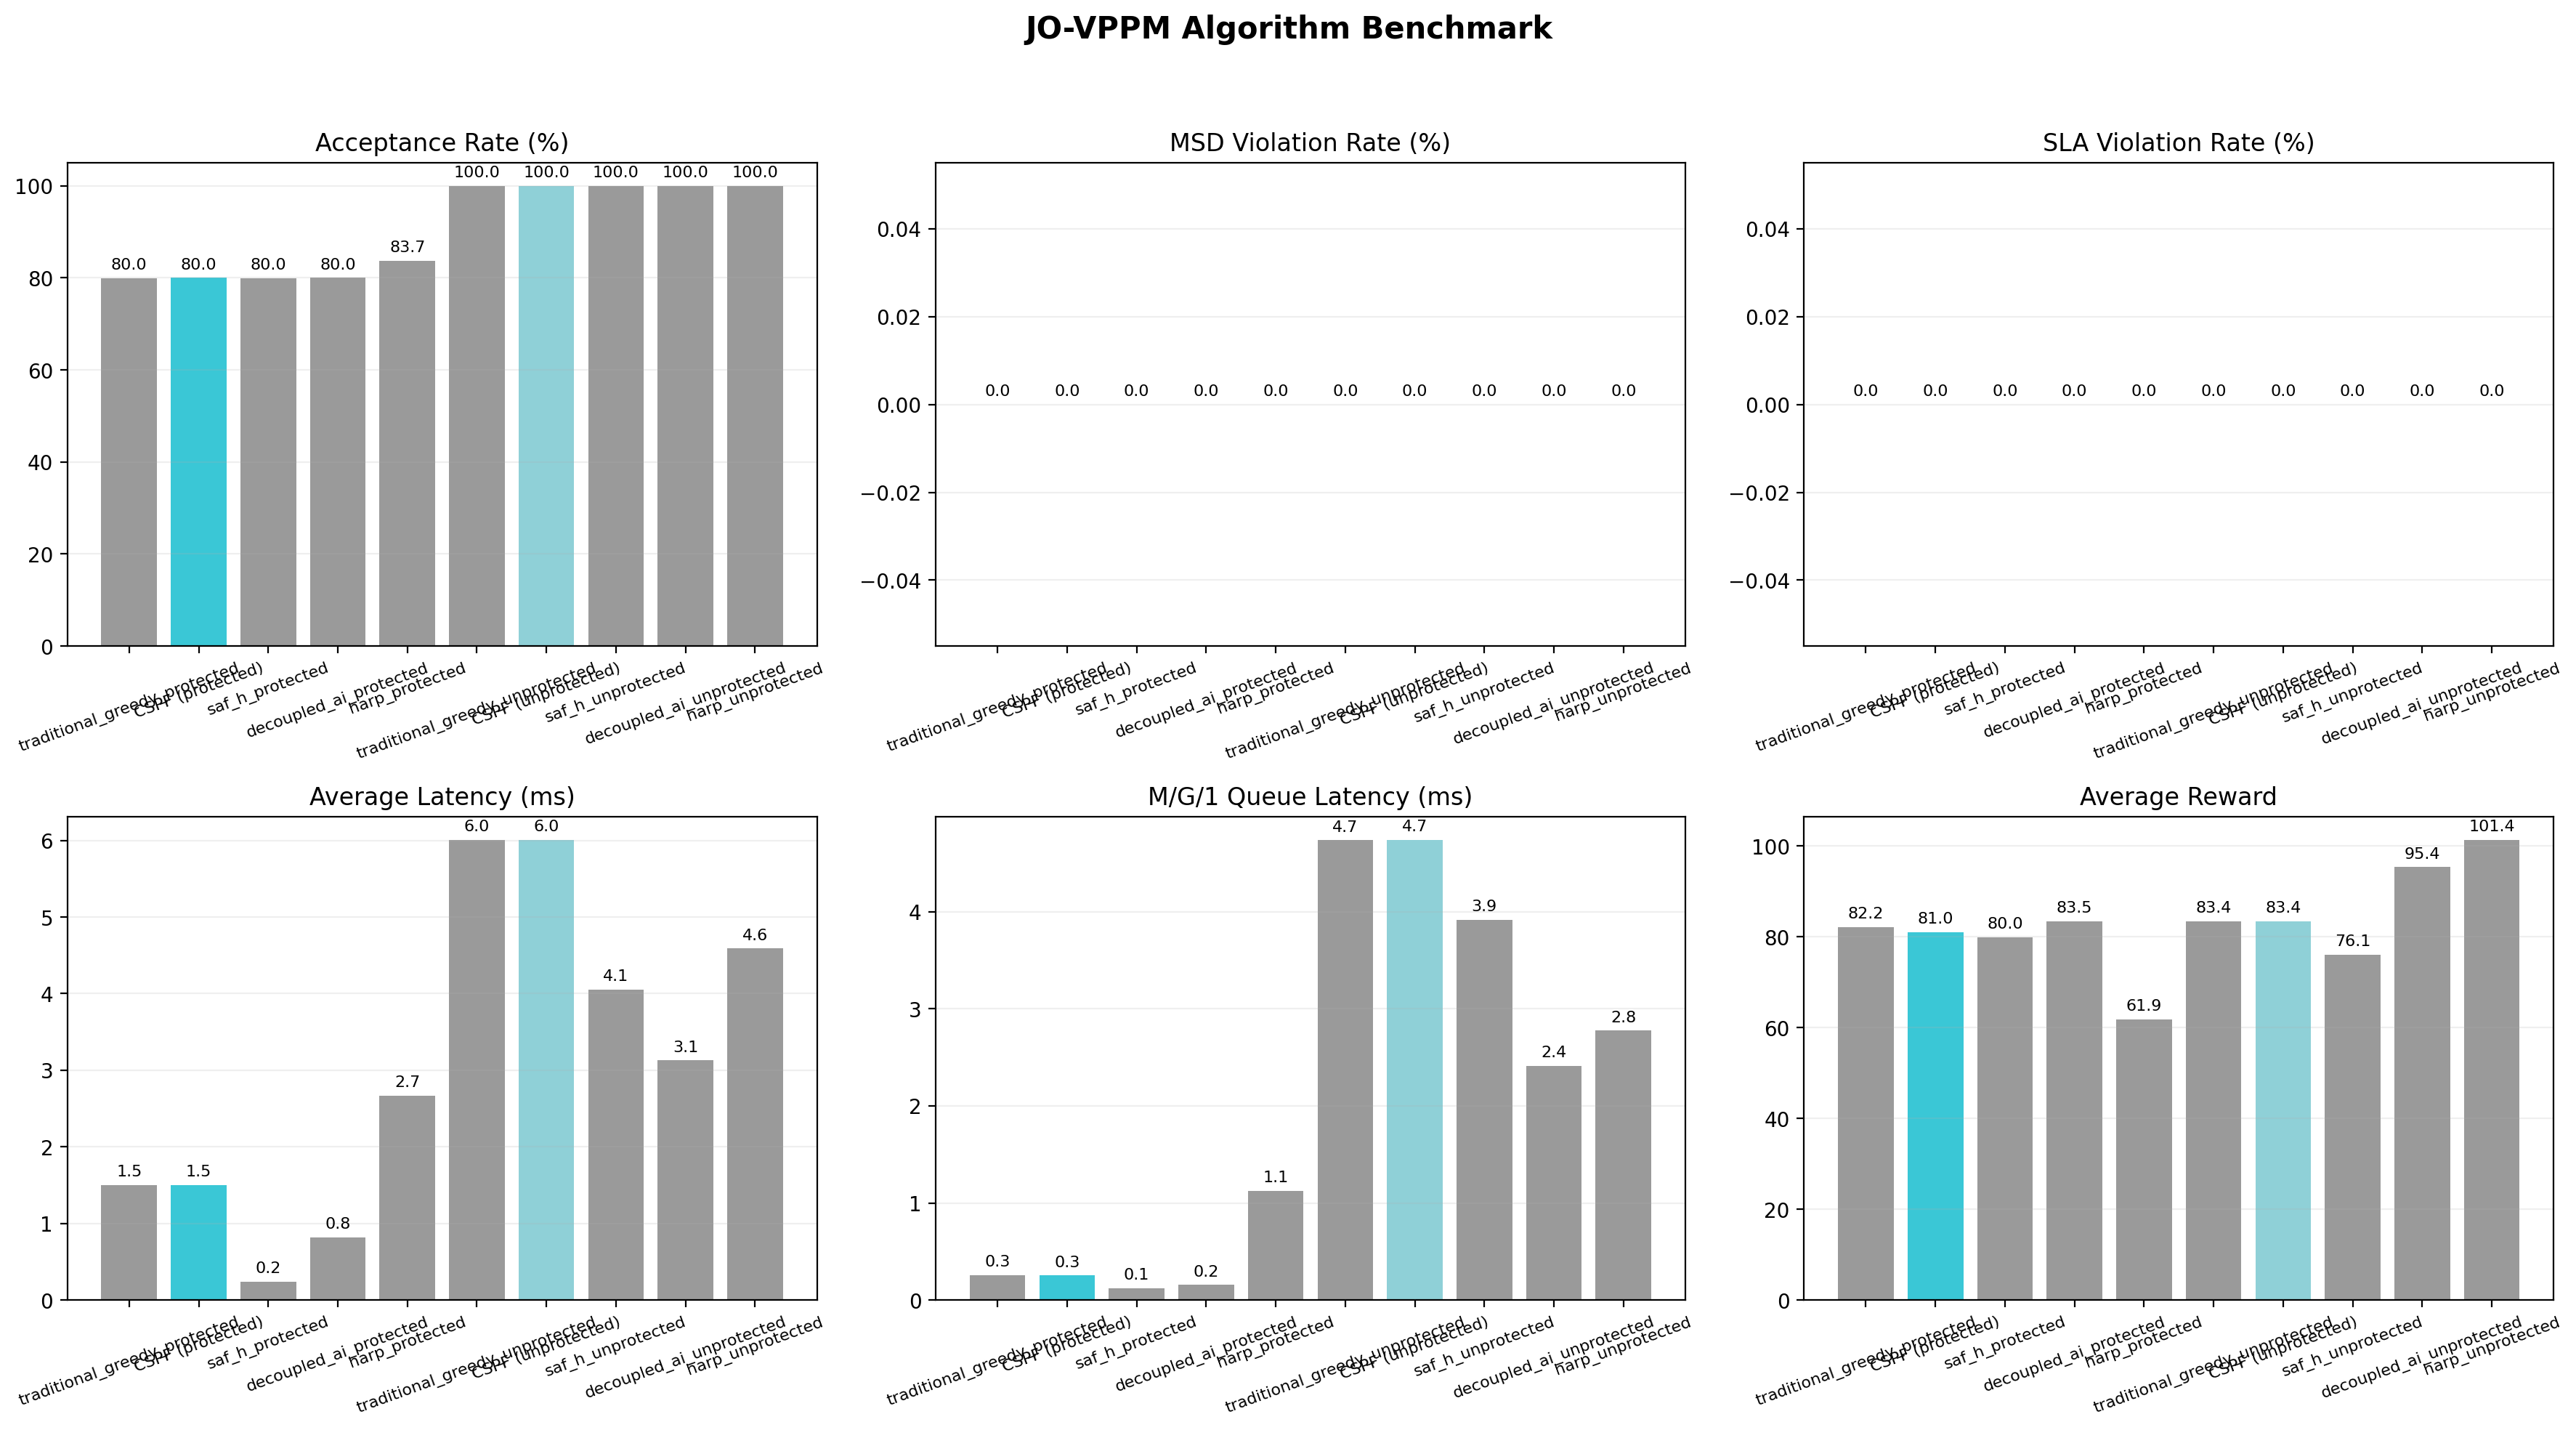 JO-VPPM Algorithm Benchmark
Acceptance Rate (%)
100
80
60
40
20
0
80.0 80.0 80.0 80.0 83.7 100.0 100.0 100.0 100.0 100.0
traditional_greedy_protected
CSPF (protected)
saf_h_protected
decoupled_ai_protected
harp_protected
traditional_greedy_unprotected
CSPF (unprotected)
saf_h_unprotected
decoupled_ai_unprotected
harp_unprotected
MSD Violation Rate (%)
0.04
0.02
0.00
−0.02
−0.04
0.0 0.0 0.0 0.0 0.0 0.0 0.0 0.0 0.0 0.0
traditional_greedy_protected
CSPF (protected)
saf_h_protected
decoupled_ai_protected
harp_protected
traditional_greedy_unprotected
CSPF (unprotected)
saf_h_unprotected
decoupled_ai_unprotected
harp_unprotected
SLA Violation Rate (%)
0.04
0.02
0.00
−0.02
−0.04
0.0 0.0 0.0 0.0 0.0 0.0 0.0 0.0 0.0 0.0
traditional_greedy_protected
CSPF (protected)
saf_h_protected
decoupled_ai_protected
harp_protected
traditional_greedy_unprotected
CSPF (unprotected)
saf_h_unprotected
decoupled_ai_unprotected
harp_unprotected
Average Latency (ms)
6
5
4
3
2
1
0
1.5 1.5 0.2 0.8 2.7 6.0 6.0 4.1 3.1 4.6
traditional_greedy_protected
CSPF (protected)
saf_h_protected
decoupled_ai_protected
harp_protected
traditional_greedy_unprotected
CSPF (unprotected)
saf_h_unprotected
decoupled_ai_unprotected
harp_unprotected
M/G/1 Queue Latency (ms)
4
3
2
1
0
0.3 0.3 0.1 0.2 1.1 4.7 4.7 3.9 2.4 2.8
traditional_greedy_protected
CSPF (protected)
saf_h_protected
decoupled_ai_protected
harp_protected
traditional_greedy_unprotected
CSPF (unprotected)
saf_h_unprotected
decoupled_ai_unprotected
harp_unprotected
Average Reward
100
80
60
40
20
0
82.2 81.0 80.0 83.5 61.9 83.4 83.4 76.1 95.4 101.4
traditional_greedy_protected
CSPF (protected)
saf_h_protected
decoupled_ai_protected
harp_protected
traditional_greedy_unprotected
CSPF (unprotected)
saf_h_unprotected
decoupled_ai_unprotected
harp_unprotected